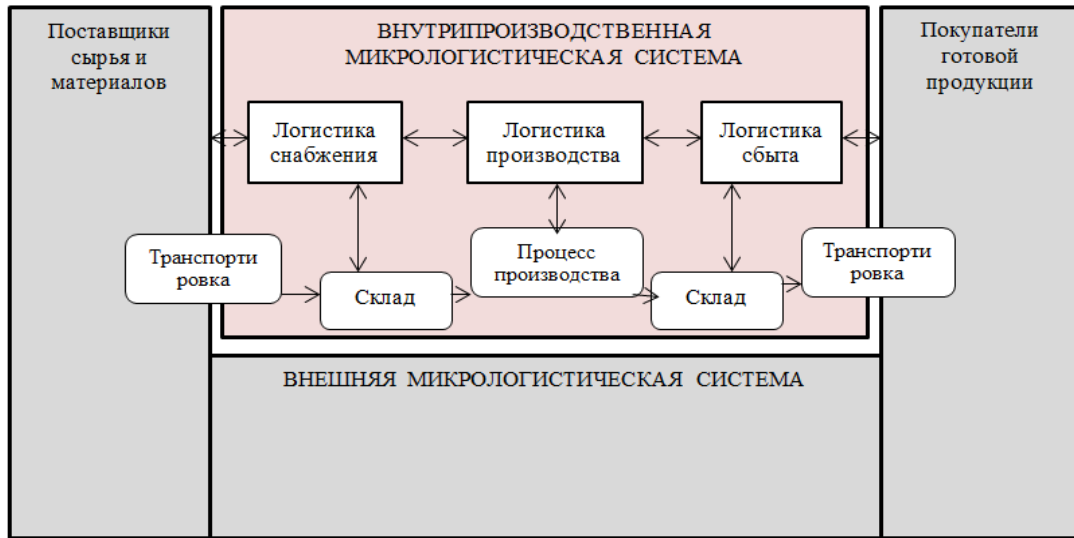 Поставщики
сырья и
материалов
ВНУТРИПРОИЗВОДСТВЕННАЯ
МИКРОЛОГИСТИЧЕСКАЯ СИСТЕМА
Покупатели
готовой
продукции
Логистика
снабжения
Логистика
производства
Логистика
сбыта
Транспорти
ровка
Склад
Процесс
производства
Склад
Транспорти
ровка
ВНЕШНЯЯ МИКРОЛОГИСТИЧЕСКАЯ СИСТЕМА